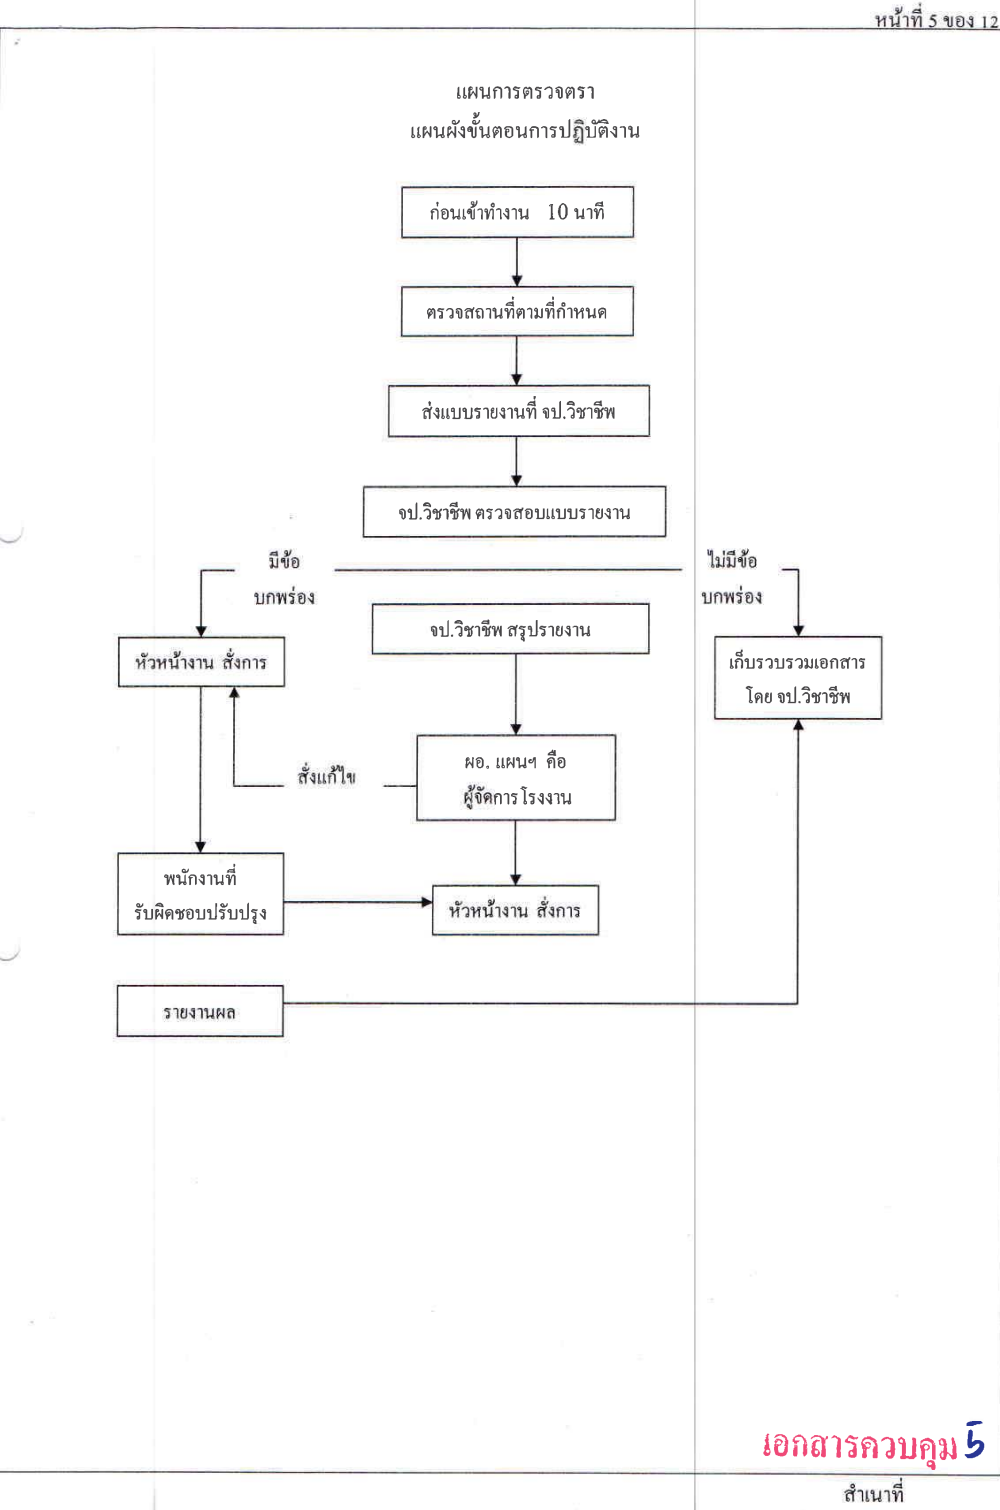 หน้าที่ 5 ของ 12
แผนการตรวจตรา
แผนผังขั้นตอนการปฏิบัติงาน
ก่อนเข้าทำงาน 10 นาที
ตรวจสถานที่ตามที่กำหนด
ส่งแบบรายงานที่ จป.วิชาชีพ
จป.วิชาชีพ ตรวจสอบแบบรายงาน
มีข้อ
บกพร่อง
ไม่มีข้อ
บกพร่อง
จป.วิชาชีพ สรุปรายงาน
หัวหน้างาน สั่งการ
เก็บรวบรวมเอกสาร
โดย จป.วิชาชีพ
ผอ. แผนฯ คือ
ผู้จัดการโรงงาน
สั่งแก้ไข
พนักงานที่
รับผิดชอบปรับปรุง
หัวหน้างาน สั่งการ
รายงานผล
เอกสารควบคุม 5
สำเนาที่